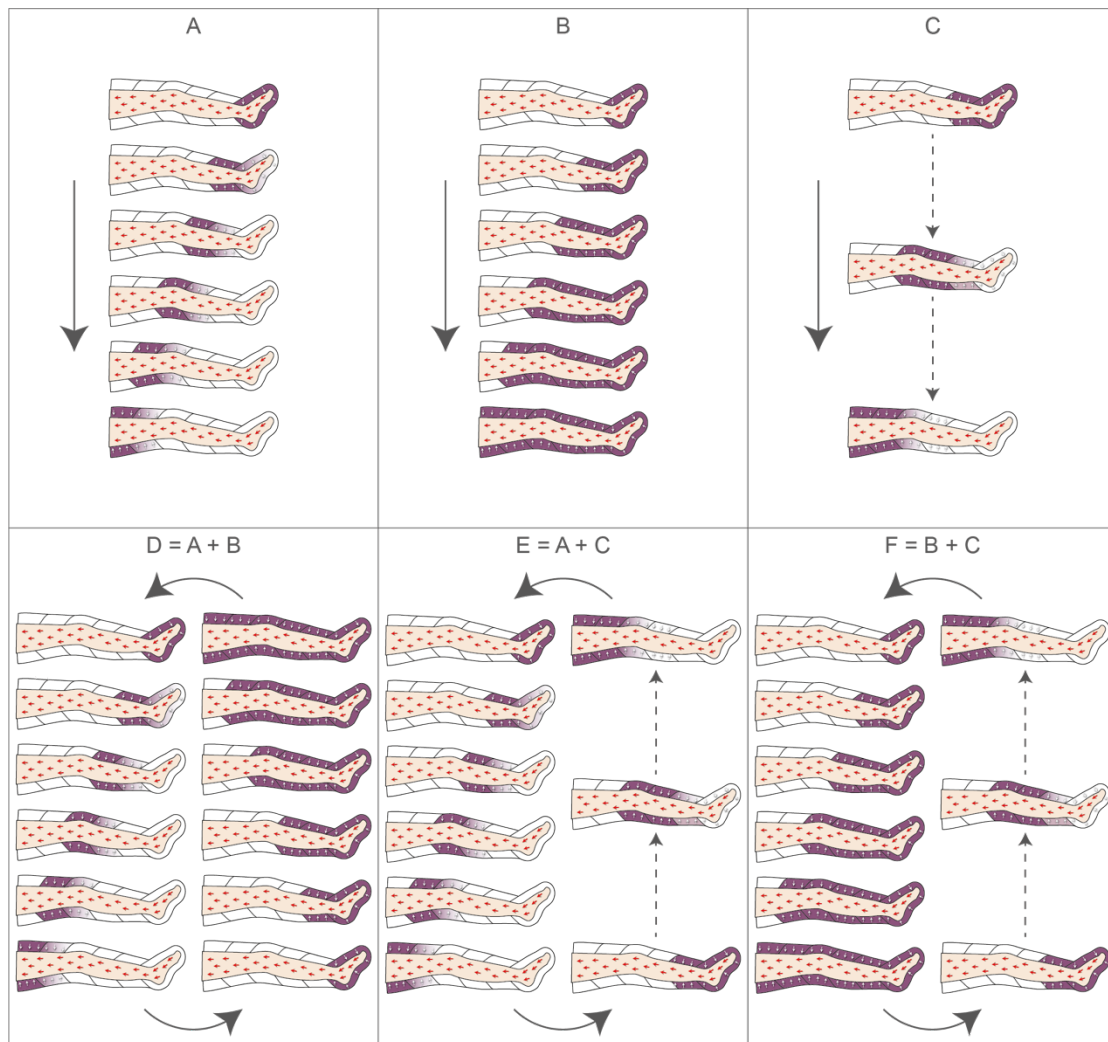 A
B
C
D = A + B
E = A + C
F = B + C